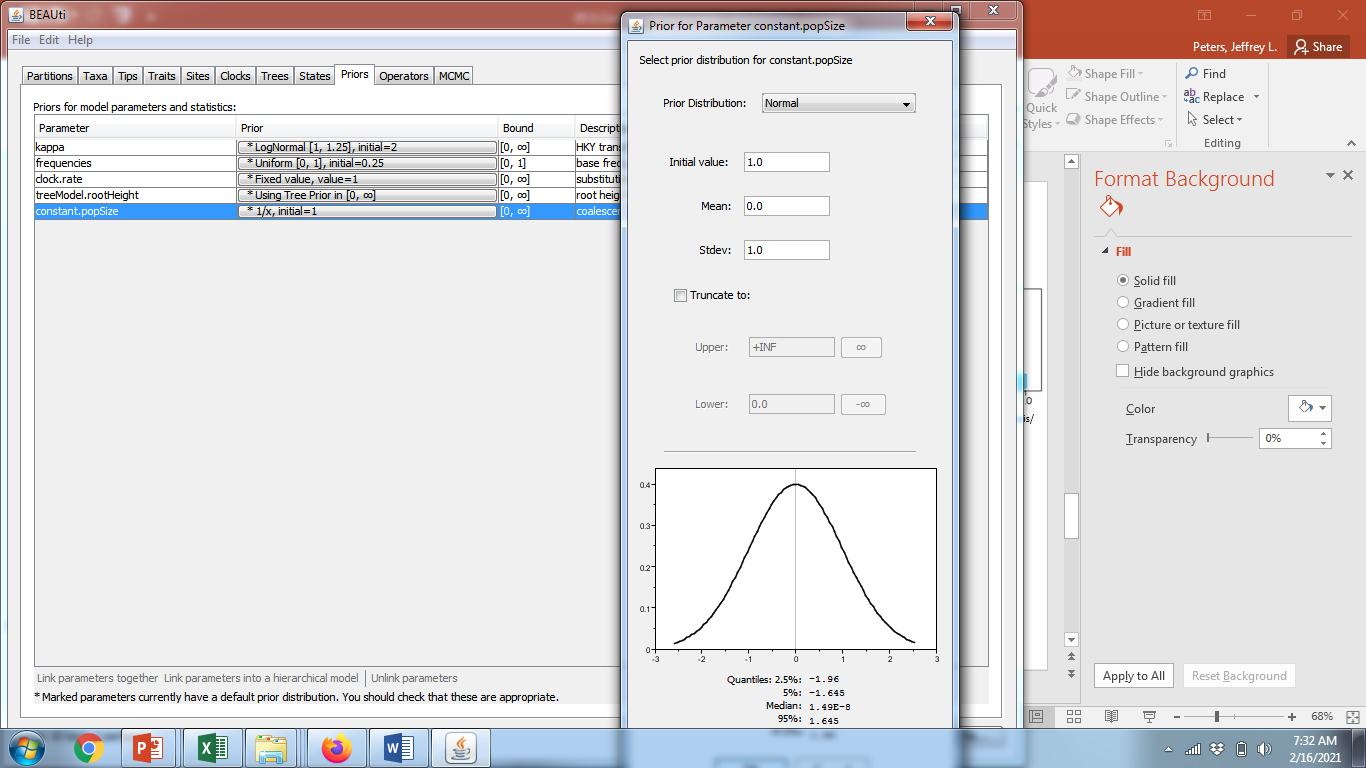 BEAUti
File Edit Help
Partitions Taxa Tips Traits Sites Clocks Trees States Priors Operators MCMC
Priors for model parameters and statistics:
Parameter Prior Bound Descript
kappa * LogNormal [1, 1.25], initial=2 [0, ∞] HKY trans
frequencies * Uniform [0, 1], initial=0.25 [0, 1] base freq
clock.rate * Fixed value, value=1 [0, ∞] substituti
treeModel.rootHeight * Using Tree Prior in [0, ∞] [0, ∞] root heig
constant.popSize * 1/x, initial=1 [0, ∞] coalescen
Link parameters together Link parameters into a hierarchical model Unlink parameters
* Marked parameters currently have a default prior distribution. You should check that these are appropriate.
Prior for Parameter constant.popSize
Select prior distribution for constant.popSize
Prior Distribution: Normal
Initial value: 1.0
Mean: 0.0
Stdev: 1.0
Truncate to:
Upper: +INF ∞
Lower: 0.0 -∞
0.4
0.3
0.2
0.1
0
-3 -2 -1 0 1 2 3
Quantiles: 2.5%: -1.96
5%: -1.645
Median: 1.49E-8
95%: 1.645
Peters, Jeffrey L. Share
Quick
Styles
Shape Fill
Shape Outline
Shape Effects
Find
Replace
Select
Editing
Format Background
Fill
Solid fill
Gradient fill
Picture or texture fill
Pattern fill
Hide background graphics
Color
Transparency 0%
Apply to All Reset Background
.0
is/
68%
7:32 AM
2/16/2021